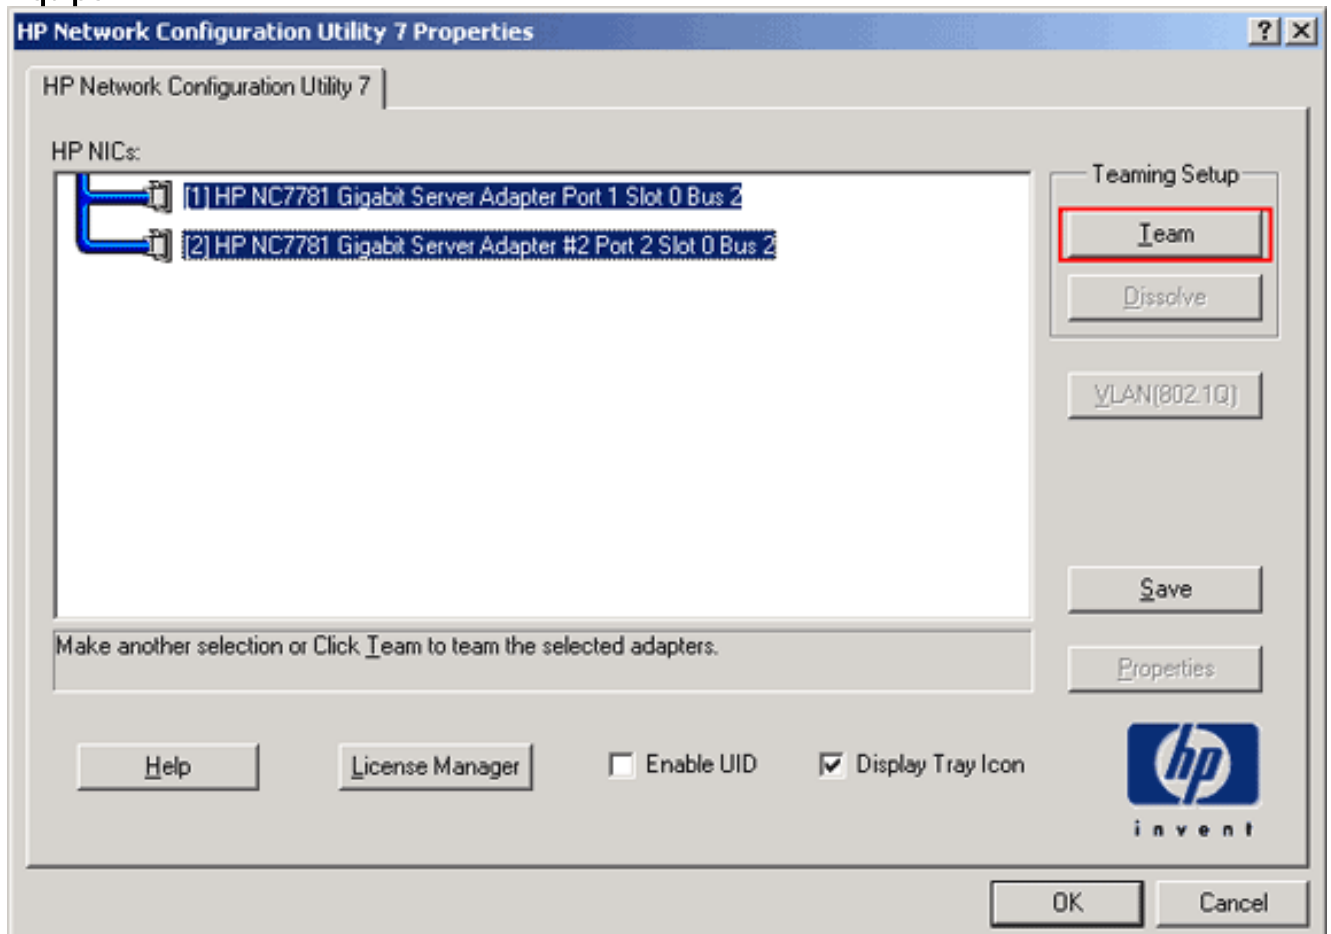 HP Network Configuration Utility 7 Properties
HP Network Configuration Utility 7
HP NICs:
[1] HP NC7781 Gigabit Server Adapter Port 1 Slot 0 Bus 2
[2] HP NC7781 Gigabit Server Adapter #2 Port 2 Slot 0 Bus 2
Teaming Setup
Team
Dissolve
VLAN(802.1Q)
Save
Make another selection or Click Team to team the selected adapters.
Properties
Help
License Manager
Enable UID
Display Tray Icon
hp
invent
OK
Cancel